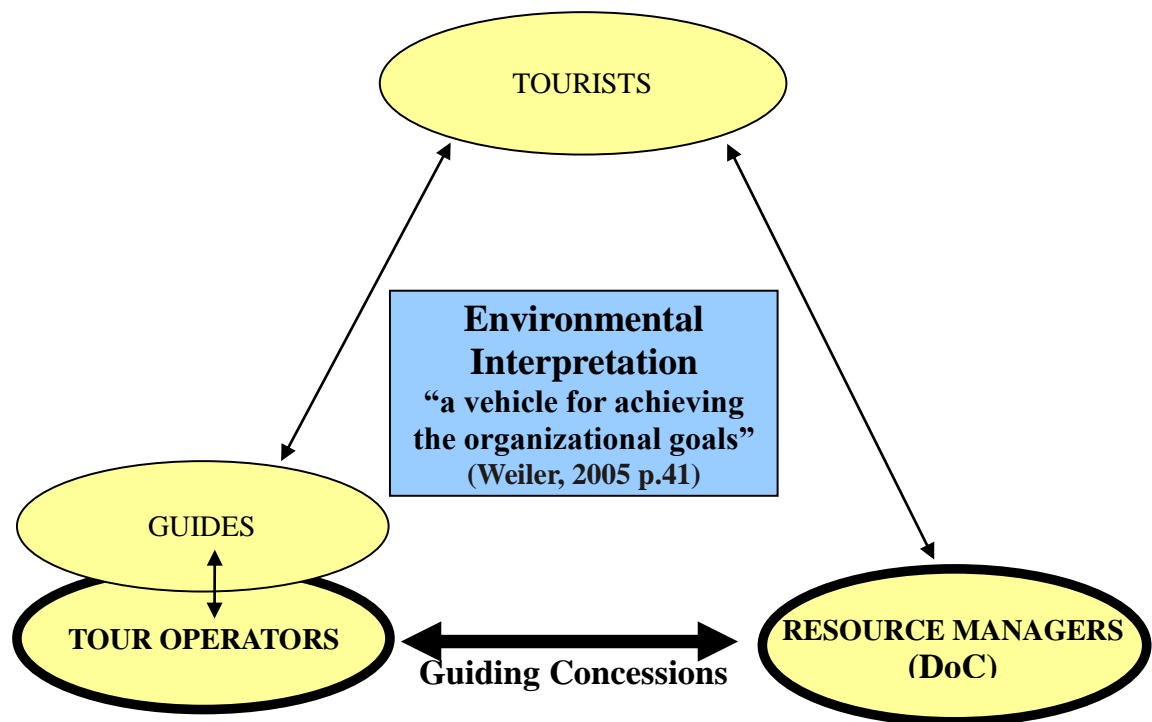 TOURISTS
Environmental
Interpretation
“a vehicle for achieving
the organizational goals”
(Weiler, 2005 p.41)
GUIDES
TOUR OPERATORS
Guiding Concessions
RESOURCE MANAGERS
(DoC)